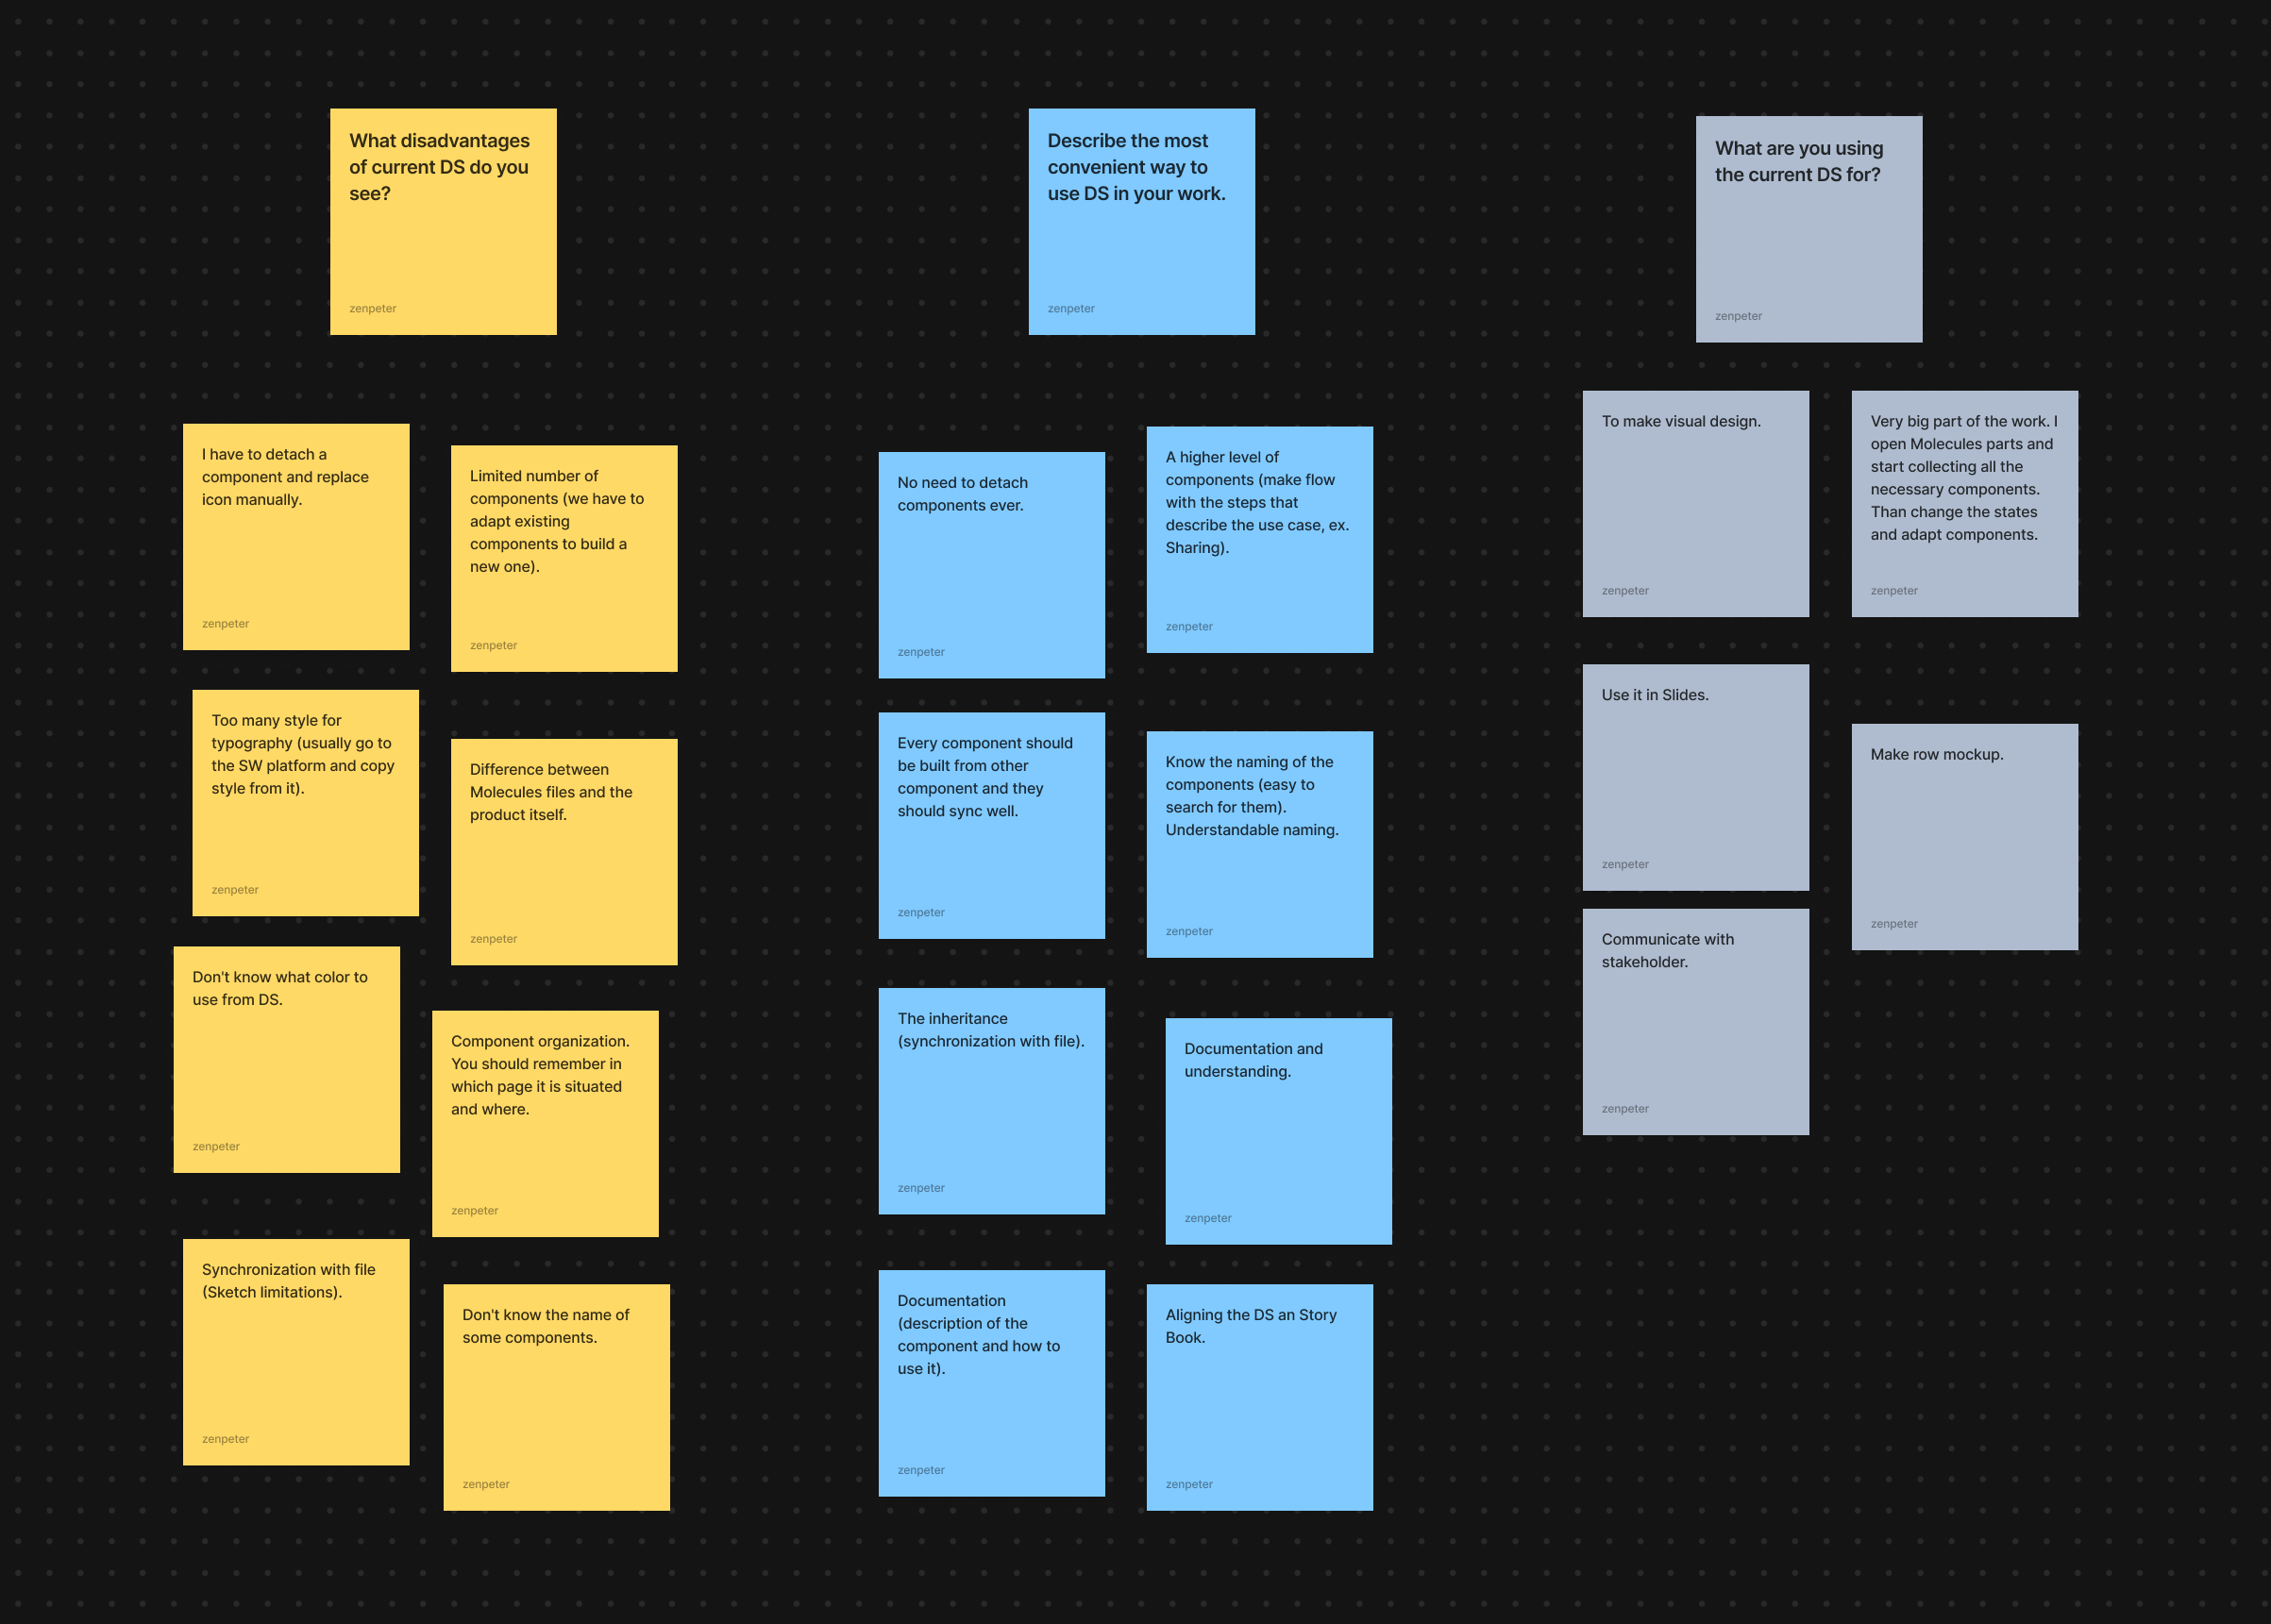 What disadvantages
of current DS do you
see?
zenpeter
I have to detach a
component and replace
icon manually.
zenpeter
Limited number of
components (we have to
adapt existing
components to build a
new one).
zenpeter
Too many style for
typography (usually go to
the SW platform and copy
style from it).
zenpeter
Difference between
Molecules files and the
product itself.
zenpeter
Don't know what color to
use from DS.
zenpeter
Component organization.
You should remember in
which page it is situated
and where.
zenpeter
Synchronization with file
(Sketch limitations).
zenpeter
Don't know the name of
some components.
zenpeter
Describe the most
convenient way to
use DS in your work.
zenpeter
No need to detach
components ever.
zenpeter
A higher level of
components (make flow
with the steps that
describe the use case, ex.
Sharing).
zenpeter
Every component should
be built from other
component and they
should sync well.
zenpeter
Know the naming of the
components (easy to
search for them).
Understandable naming.
zenpeter
The inheritance
(synchronization with file).
zenpeter
Documentation and
understanding.
zenpeter
Documentation
(description of the
component and how to
use it).
zenpeter
Aligning the DS an Story
Book.
zenpeter
What are you using
the current DS for?
zenpeter
To make visual design.
zenpeter
Very big part of the work. I
open Molecules parts and
start collecting all the
necessary components.
Than change the states
and adapt components.
zenpeter
Use it in Slides.
zenpeter
Make row mockup.
zenpeter
Communicate with
stakeholder.
zenpeter